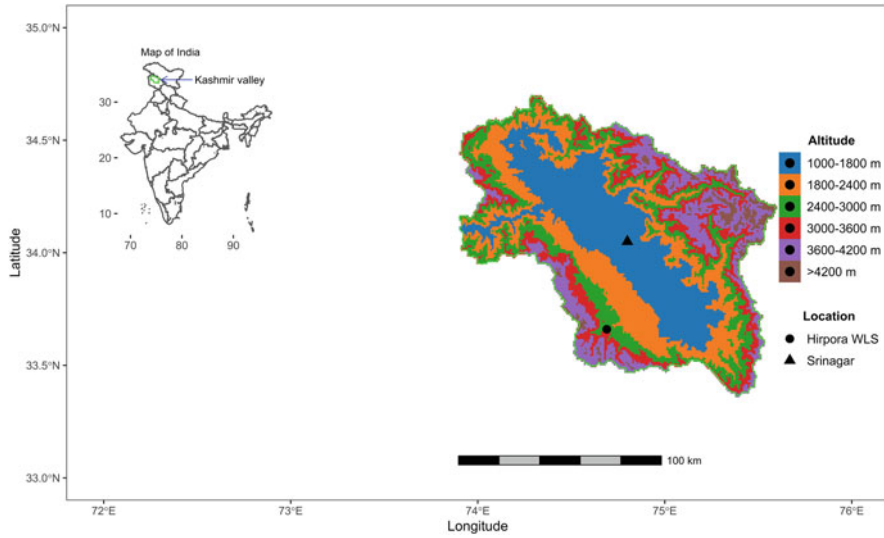 35.0°N
34.5°N
34.0°N
33.5°N
33.0°N
Latitude
Map of India
Kashmir valley
30
20
10
70
80
90
Altitude
1000-1800 m
1800-2400 m
2400-3000 m
3000-3600 m
3600-4200 m
>4200 m
Location
Hirpora WLS
Srinagar
100 km
72°E
73°E
74°E
75°E
76°E
Longitude